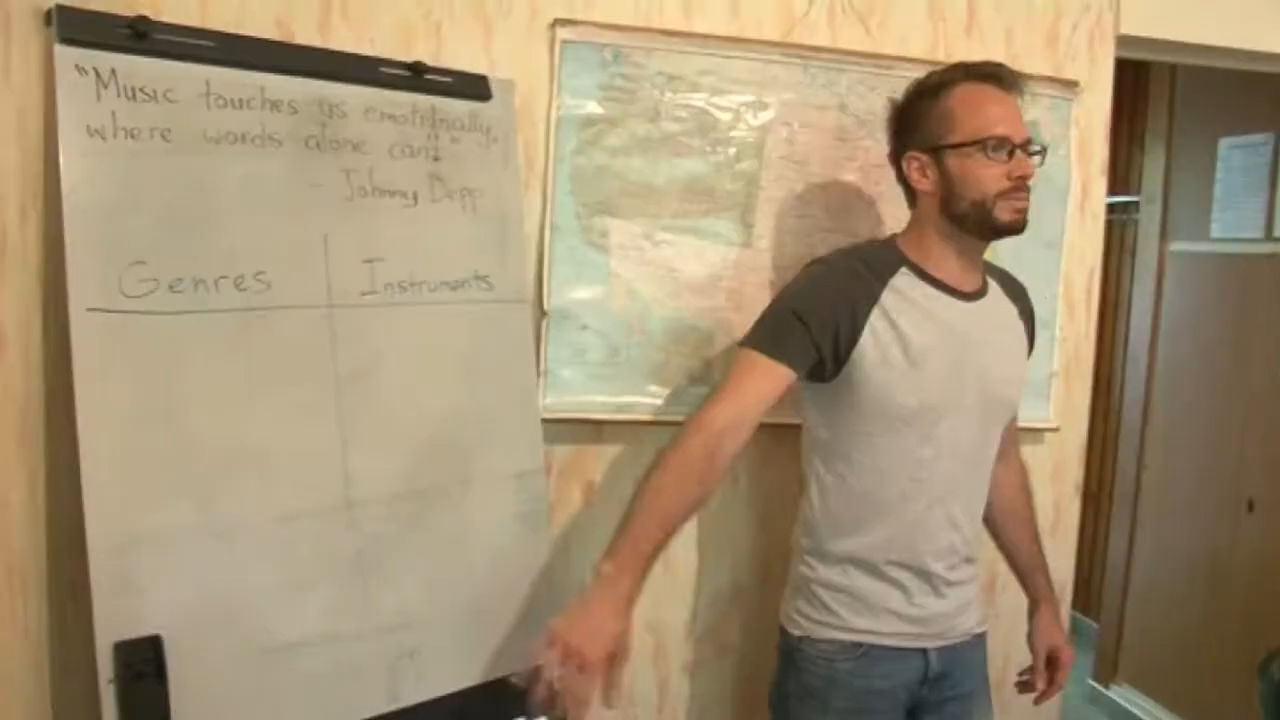 "Music touches us emotionally,
where words alone can't"
- Johnny Depp
Genres
Instruments